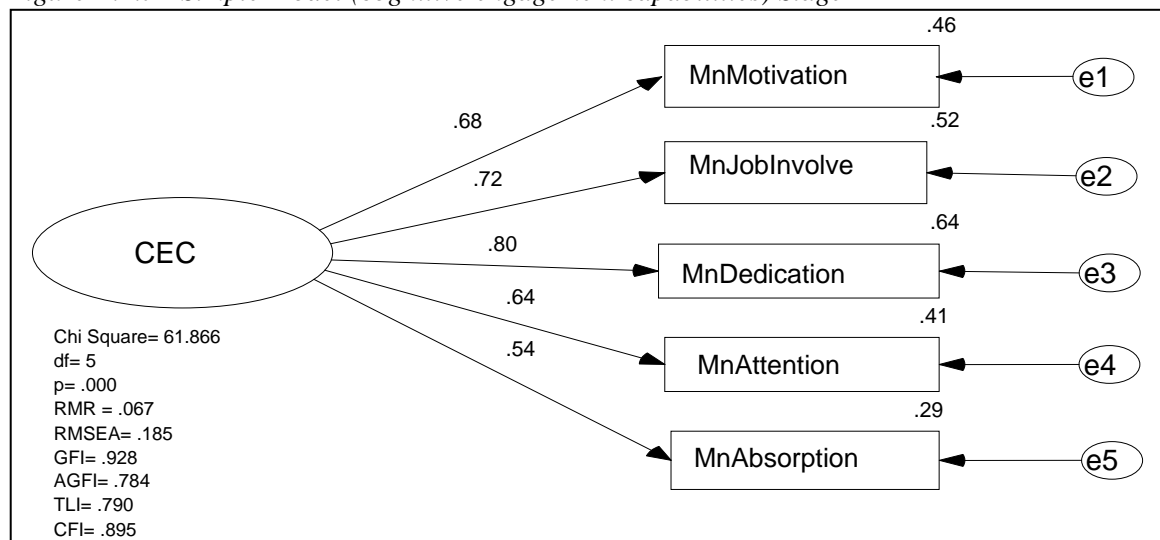 .46
MnMotivation
e1
.68
.52
.72
MnJobInvolve
e2
.64
CEC
.80
MnDedication
e3
.64
.41
.54
MnAttention
e4
.29
MnAbsorption
e5
Chi Square= 61.866
df= 5
p= .000
RMR = .067
RMSEA= .185
GFI= .928
AGFI= .784
TLI= .790
CFI= .895